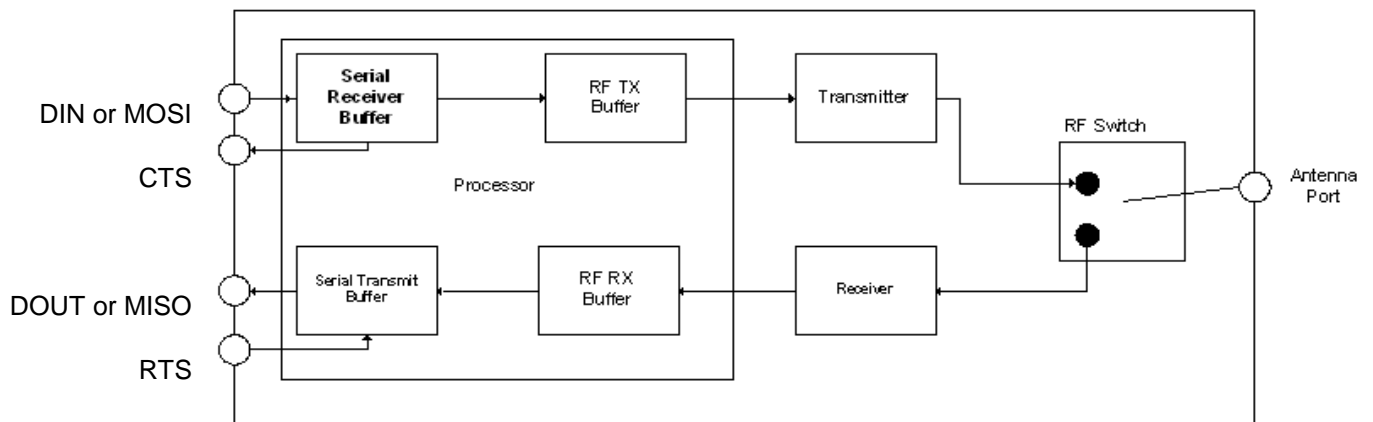 DIN or MOSI
CTS
DOUT or MISO
RTS
Serial
Receiver
Buffer
RF TX
Buffer
Transmitter
RF Switch
Antenna
Port
Processor
Serial Transmit
Buffer
RF RX
Buffer
Receiver